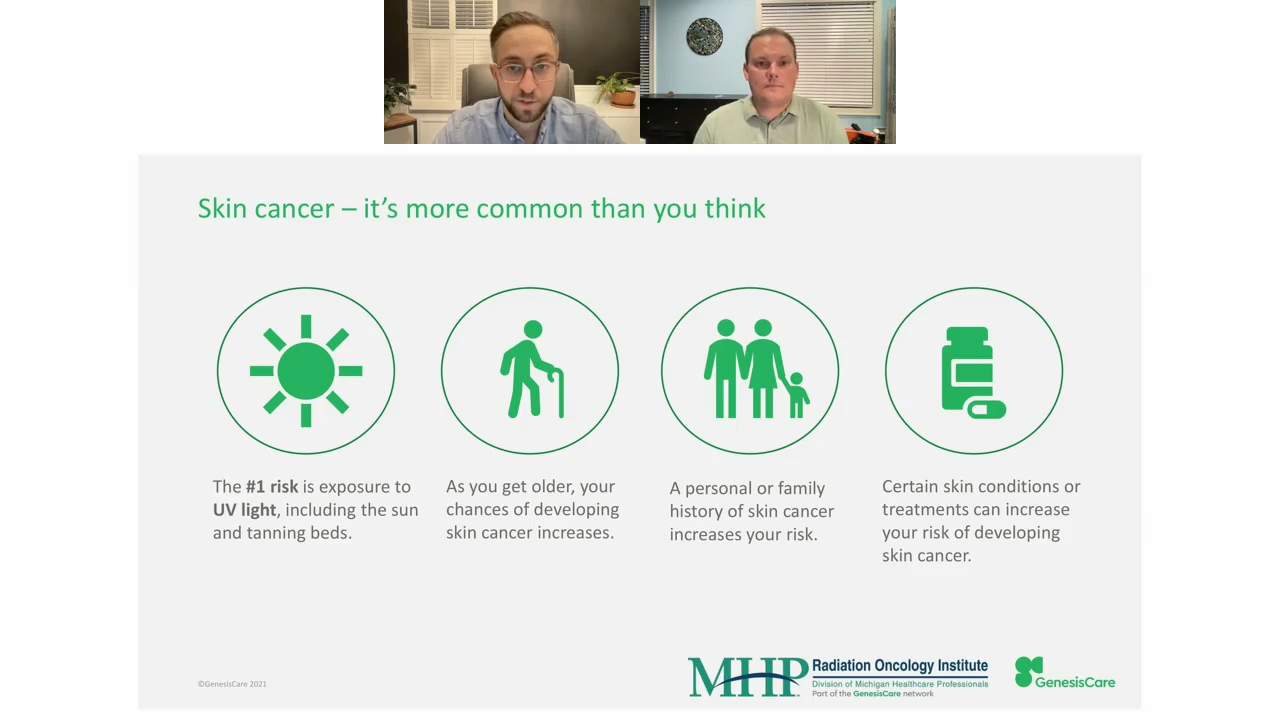 Skin cancer – it’s more common than you think
The #1 risk is exposure to
UV light, including the sun
and tanning beds.
As you get older, your
chances of developing
skin cancer increases.
A personal or family
history of skin cancer
increases your risk.
Certain skin conditions or
treatments can increase
your risk of developing
skin cancer.
©GenesisCare 2021
MHP
Radiation Oncology Institute
Division of Michigan Healthcare Professionals
Part of the GenesisCare network
GenesisCare